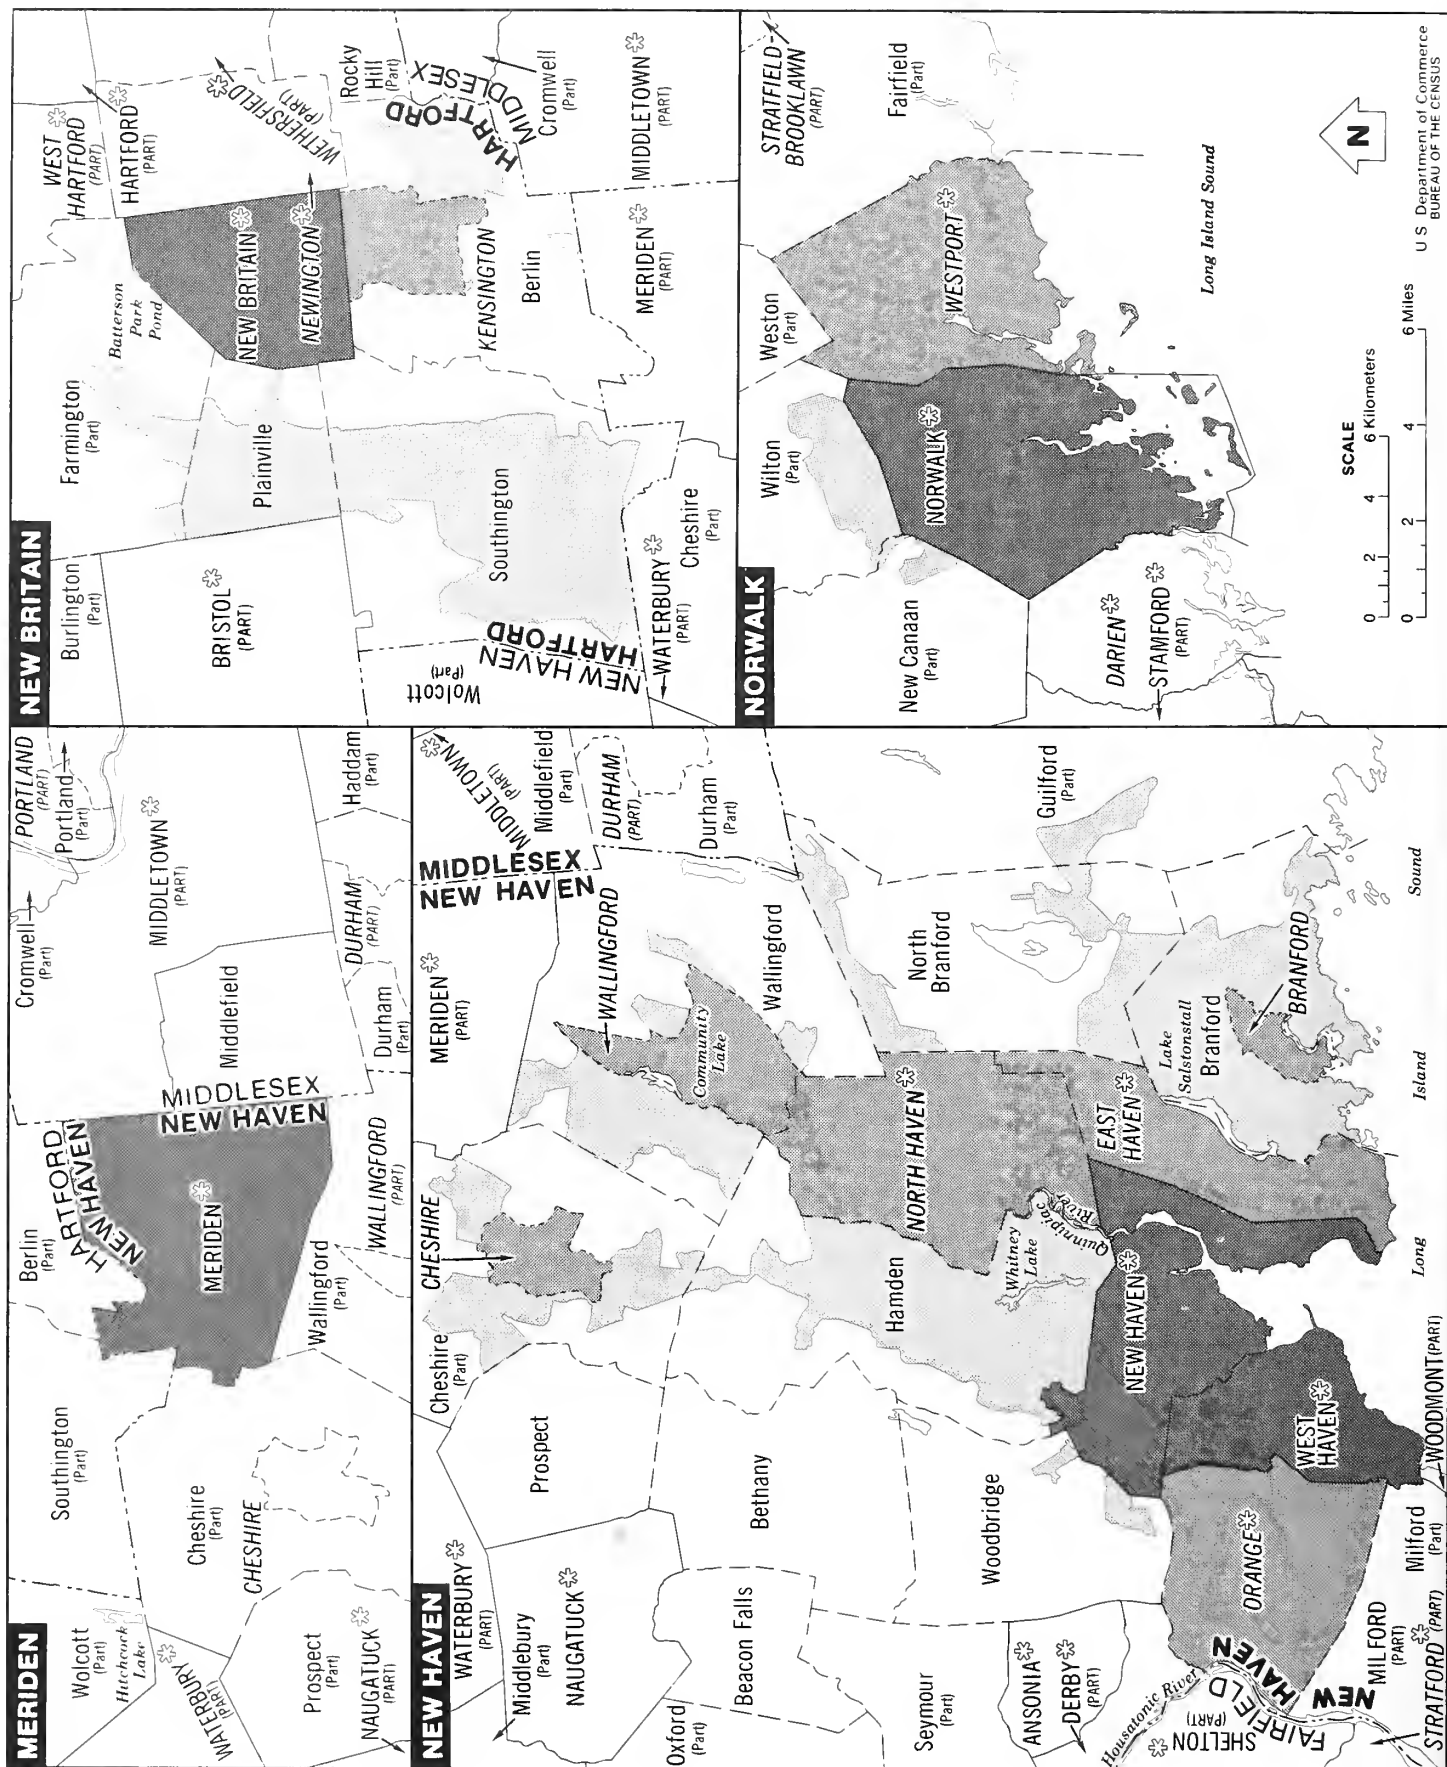 NEW BRITAIN
Burlington
(Part)
Farmington
(Part)
Batterson
Park
Pond
WEST
HARTFORD
(PART)
HARTFORD
(PART)
WETHERSFIELD
(PART)
Rocky
Hill
(Part)
HARTFORD
MIDDLESEX
Cromwell
(Part)
MIDDLETOWN
(PART)
BRISTOL
(PART)
Plainville
NEW BRITAIN
NEWINGTON
KENSINGTON
Berlin
MERIDEN
(PART)
Southington
Wolcott
(Part)
NEW HAVEN
HARTFORD
WATERBURY
(PART)
Cheshire
(Part)
NORWALK
Wilton
(Part)
Weston
(Part)
STRATFIELD-
BROOKLAWN
(PART)
Fairfield
(Part)
New Canaan
(Part)
NORWALK
WESTPORT
DARIEN
STAMFORD
(PART)
Long Island Sound
N
SCALE
0 2 4 6 Kilometers
0 2 4 6 Miles
U S Department of Commerce
BUREAU OF THE CENSUS
MERIDEN
Wolcott
(Part)
Hitchcock
Lake
WATERBURY
(PART)
Prospect
(Part)
NAUGATUCK
(PART)
Southington
(Part)
Cheshire
(Part)
CHESHIRE
Berlin
(Part)
HARTFORD
NEW HAVEN
MERIDEN
Wallingford
(Part)
WALLINGFORD
(PART)
MIDDLESEX
NEW HAVEN
Cromwell
(Part)
PORTLAND
(PART)
Portland
(Part)
MIDDLETOWN
(PART)
Middlefield
DURHAM
(PART)
Durham
(Part)
Haddam
(Part)
NEW HAVEN
WATERBURY
(PART)
Middlebury
(Part)
NAUGATUCK
Oxford
(Part)
Cheshire
(Part)
CHESHIRE
Prospect
MERIDEN
(PART)
MIDDLESEX
NEW HAVEN
MIDDLETOWN
(PART)
Middlefield
(Part)
DURHAM
(PART)
Durham
(Part)
WALLINGFORD
Community
Lake
Wallingford
Bethany
Beacon Falls
Seymour
(Part)
Woodbridge
Hamden
NORTH HAVEN
North
Branford
Guilford
(Part)
Whitney
Lake
Quinnipiac
River
NEW HAVEN
EAST
HAVEN
Lake
Salstonstall
Branford
BRANFORD
ANSONIA
DERBY
(PART)
Housatonic River
SHELTON
(PART)
FAIRFIELD
NEW HAVEN
ORANGE
WEST
HAVEN
MILFORD
(PART)
Milford
(Part)
STRATFORD (PART)
WOODMONT (PART)
Long Island Sound